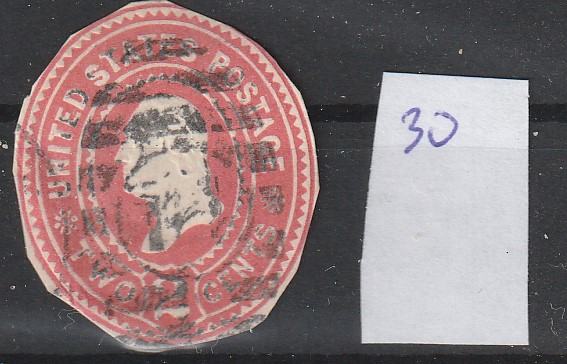 UNITED STATES POSTAGE
TWO CENTS
30